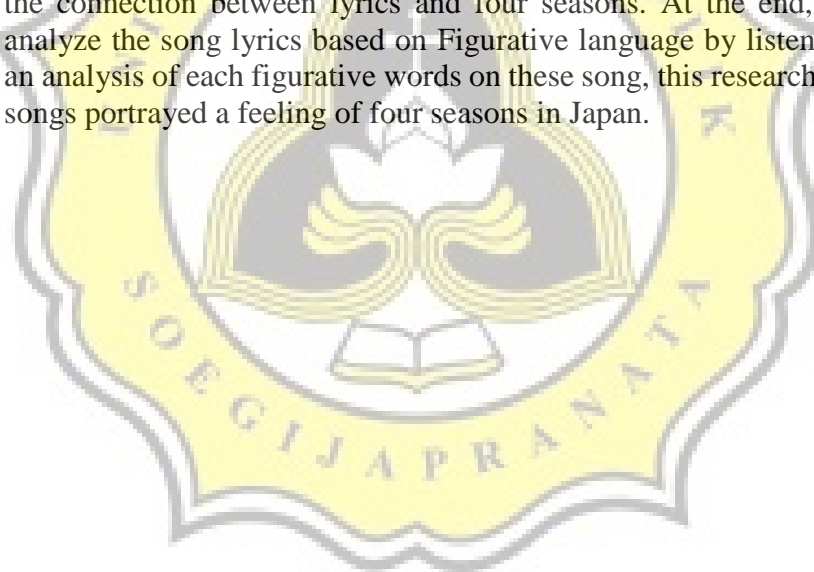 the connection between lyrics and four seasons. At the end,
analyze the song lyrics based on Figurative language by listen
an analysis of each figurative words on these song, this research
songs portrayed a feeling of four seasons in Japan.
SOEGIJAPRANATA